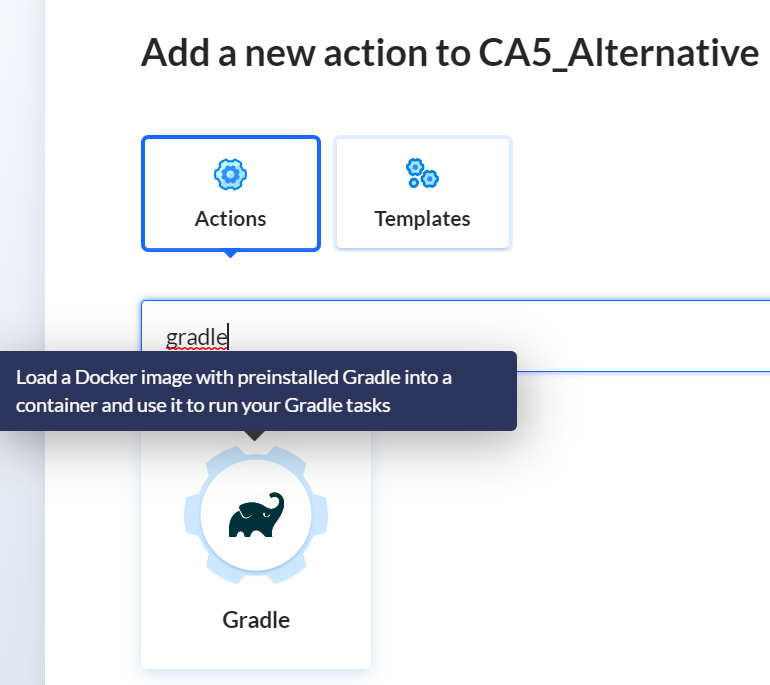 Add a new action to CA5_Alternative
Actions
Templates
gradle
Load a Docker image with preinstalled Gradle into a
container and use it to run your Gradle tasks
Gradle